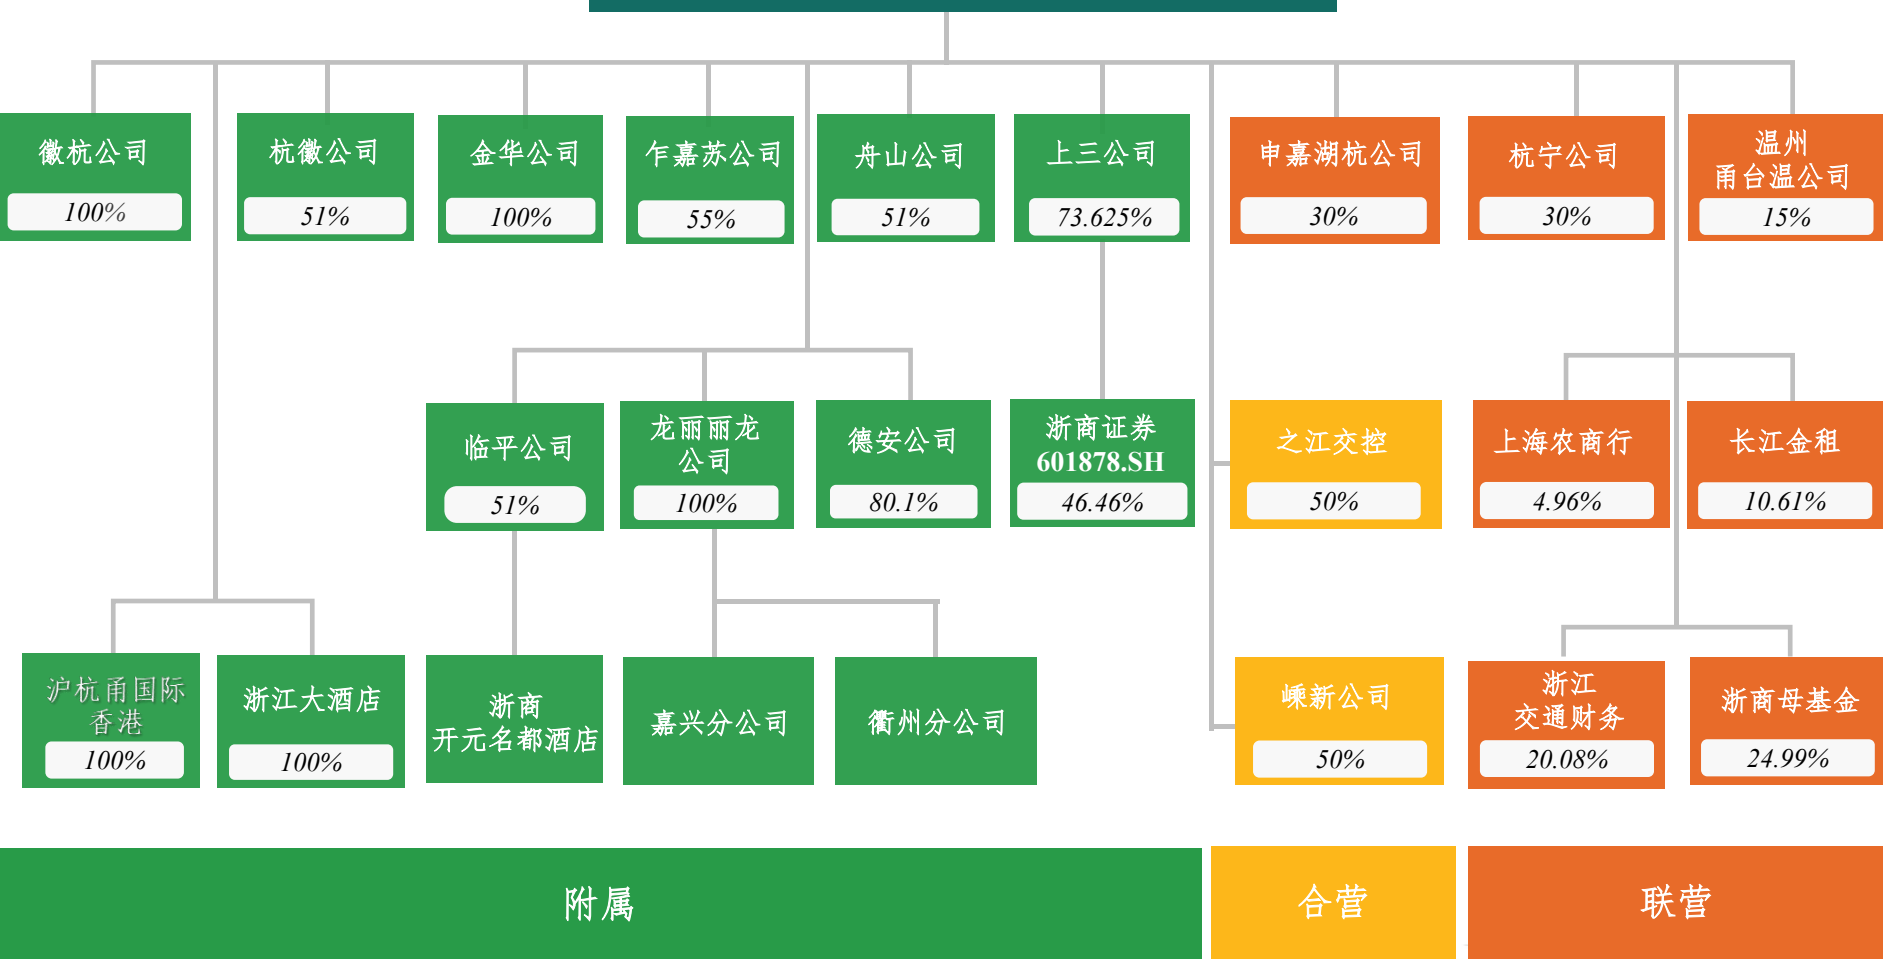 徽杭公司
100%
杭徽公司
51%
金华公司
100%
乍嘉苏公司
55%
舟山公司
51%
上三公司
73.625%
申嘉湖杭公司
30%
杭宁公司
30%
温州
甬台温公司
15%
临平公司
51%
龙丽丽龙
公司
100%
德安公司
80.1%
浙商证券
601878.SH
46.46%
之江交控
50%
上海农商行
4.96%
长江金租
10.61%
沪杭甬国际
香港
100%
浙江大酒店
100%
浙商
开元名都酒店
嘉兴分公司
衢州分公司
嵊新公司
50%
浙江
交通财务
20.08%
浙商母基金
24.99%
附属
合营
联营